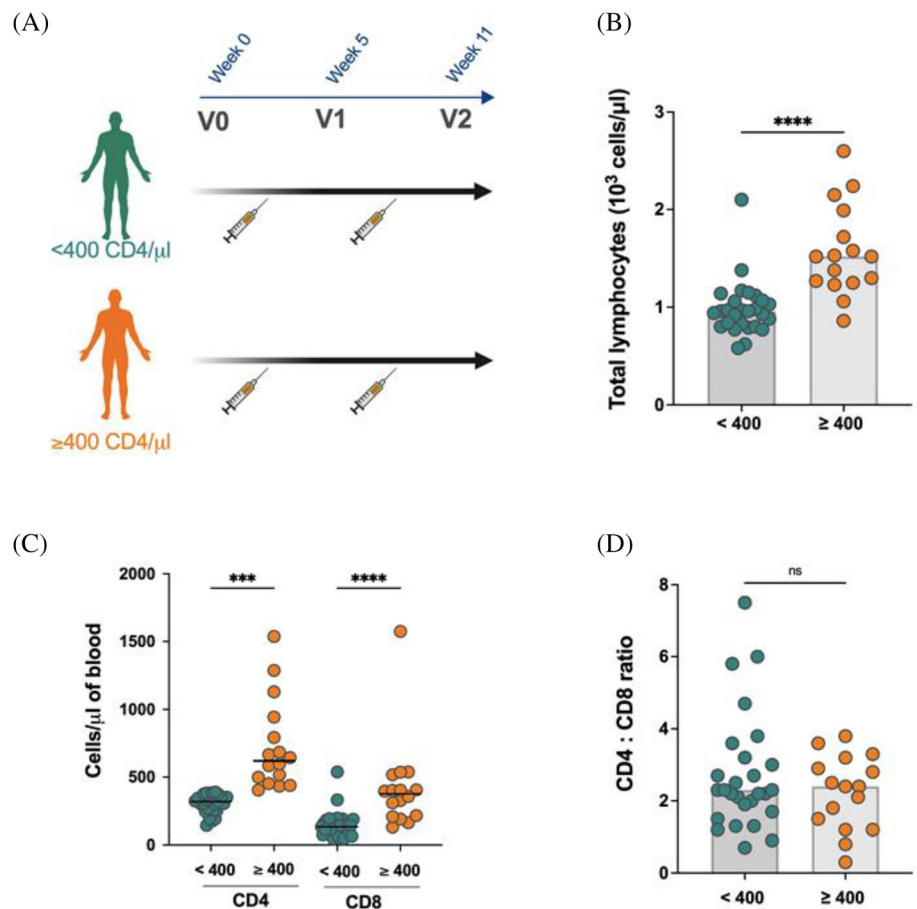 (A)
Week 0
Week 5
Week 11
V0
V1
V2
<400 CD4/µl
≥400 CD4/µl
(B)
Total lymphocytes (10³ cells/µl)
3
2
1
0
****
< 400
≥ 400
(C)
Cells/µl of blood
2000
1500
1000
500
0
***
****
< 400
≥ 400
< 400
≥ 400
CD4
CD8
(D)
CD4 : CD8 ratio
8
6
4
2
0
ns
< 400
≥ 400